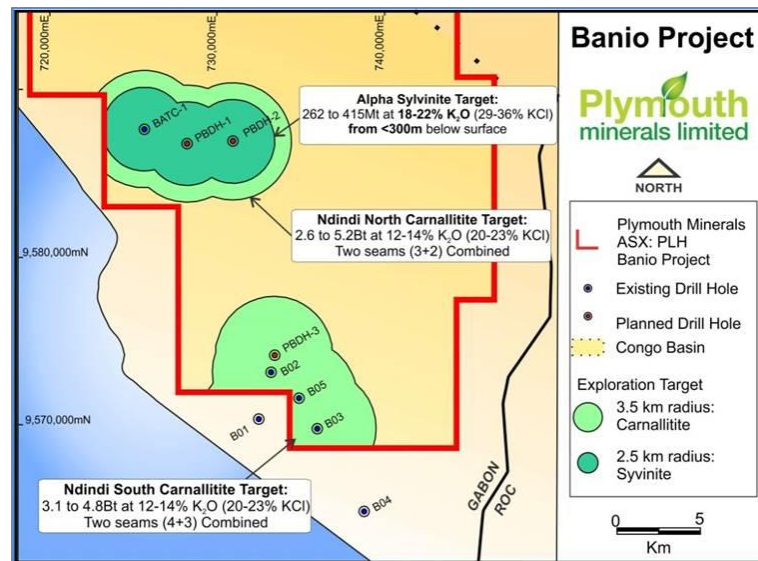 720,000mE
730,000mE
740,000mE
9,580,000mN
9,570,000mN
BATC-1
PBDH-1
PBDH-2
Alpha Sylvinite Target:
262 to 415Mt at 18-22% K₂O (29-36% KCl)
from <300m below surface
Ndindi North Carnallitite Target:
2.6 to 5.2Bt at 12-14% K₂O (20-23% KCl)
Two seams (3+2) Combined
PBDH-3
B02
B05
B01
B03
B04
Ndindi South Carnallitite Target:
3.1 to 4.8Bt at 12-14% K₂O (20-23% KCl)
Two seams (4+3) Combined
GABON
ROC
Banio Project
Plymouth
minerals limited
NORTH
Plymouth Minerals
ASX: PLH
Banio Project
Existing Drill Hole
Planned Drill Hole
Congo Basin
Exploration Target
3.5 km radius:
Carnallitite
2.5 km radius:
Syvinite
0 5
Km